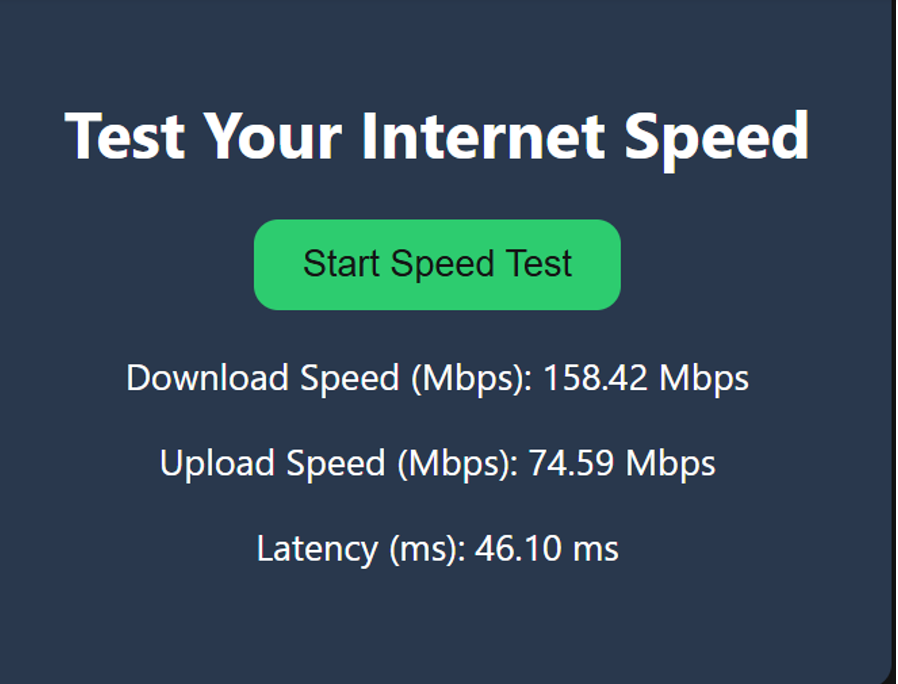 Test Your Internet Speed
Start Speed Test
Download Speed (Mbps): 158.42 Mbps
Upload Speed (Mbps): 74.59 Mbps
Latency (ms): 46.10 ms